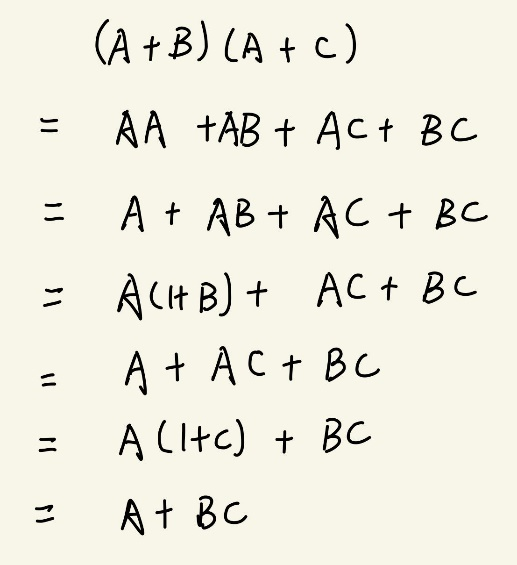 (A+B)(A+C)
= AA +AB+ AC+ BC
= A + AB+ AC + BC
= A(1+B)+ AC+ BC
= A + AC + BC
= A(1+C) + BC
= A+ BC